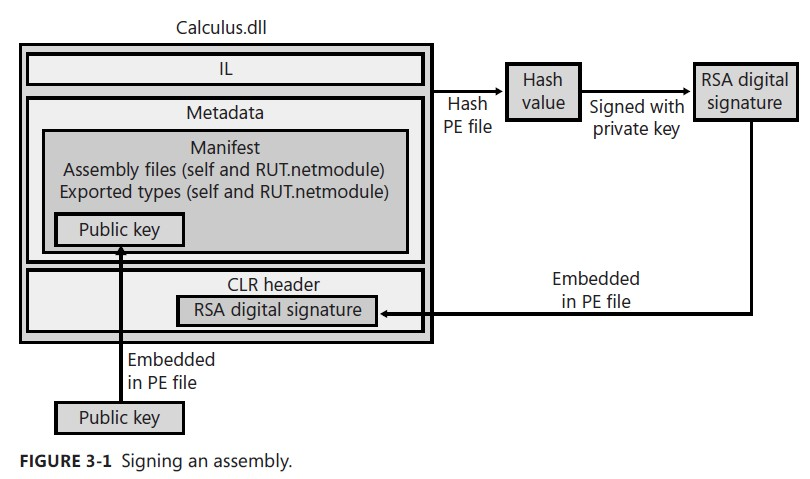 Calculus.dll
IL
Metadata
Manifest
Assembly files (self and RUT.netmodule)
Exported types (self and RUT.netmodule)
Public key
CLR header
RSA digital signature
Hash
PE file
Hash
value
Signed with
private key
RSA digital
signature
Embedded
in PE file
Embedded
in PE file
Public key
FIGURE 3-1 Signing an assembly.